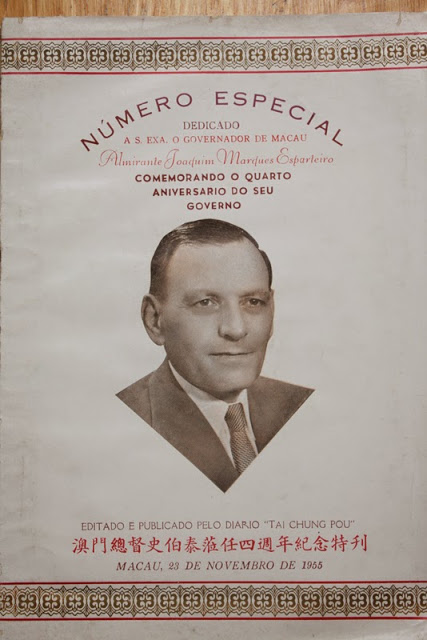 NÚMERO ESPECIAL
DEDICADO
A S. EXA. O GOVERNADOR DE MACAU
Almirante Joaquim Marques Esparteiro
COMEMORANDO O QUARTO
ANIVERSARIO DO SEU
GOVERNO
EDITADO E PUBLICADO PELO DIARIO "TAI CHUNG POU"
澳門總督史伯泰蒞任四週年紀念特刊
MACAU, 23 DE NOVEMBRO DE 1955